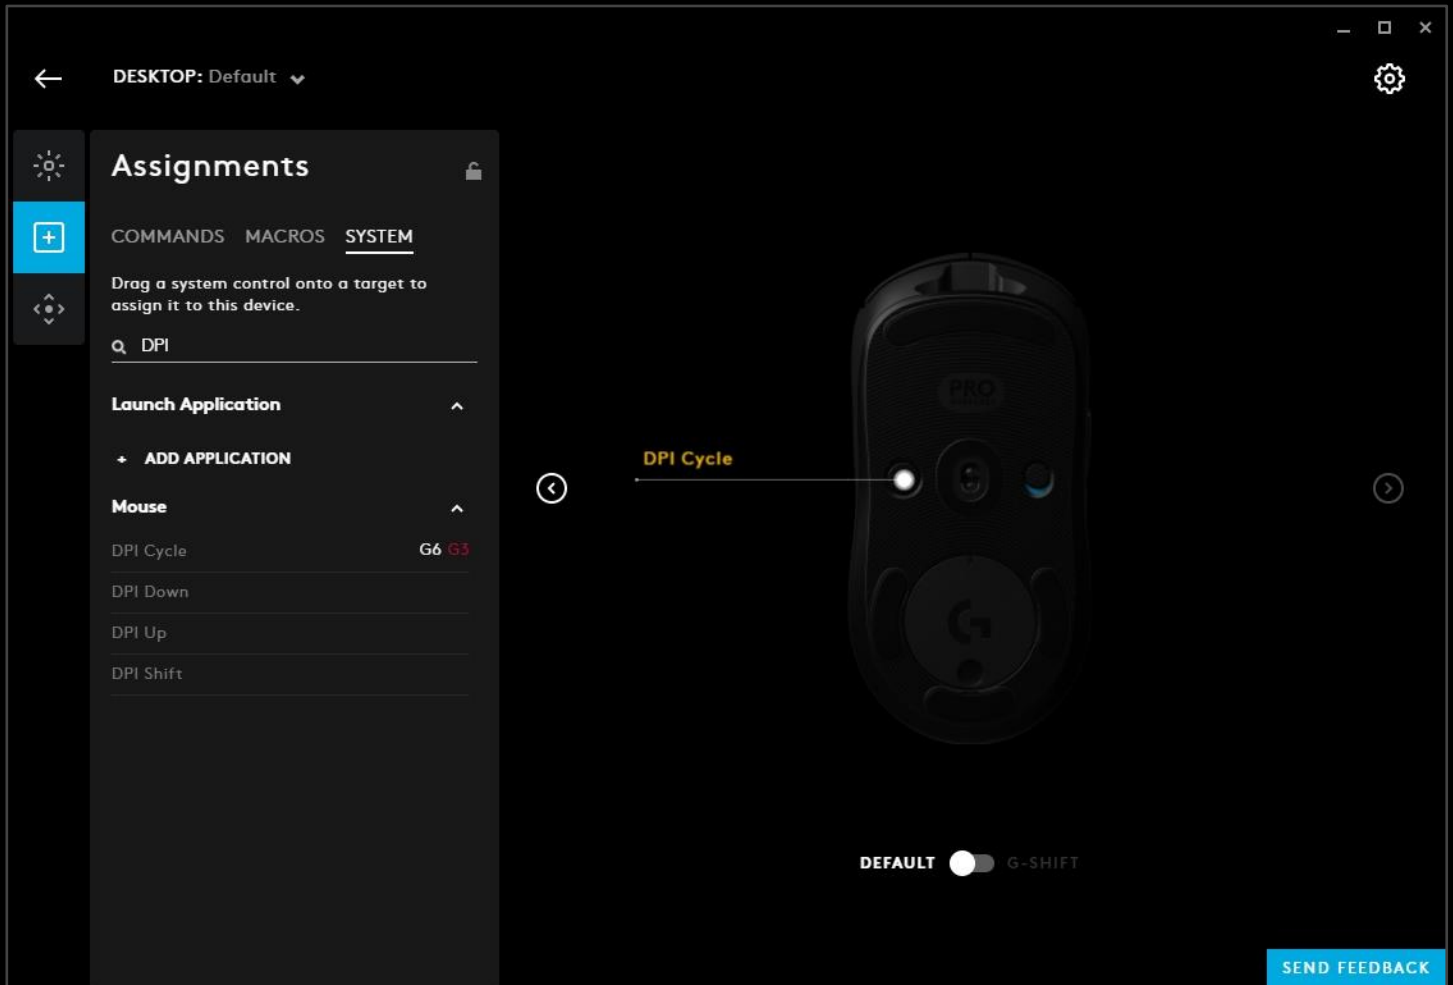 DESKTOP: Default
Assignments
COMMANDS MACROS SYSTEM
Drag a system control onto a target to
assign it to this device.
DPI
Launch Application
+ ADD APPLICATION
Mouse
DPI Cycle G6 G3
DPI Down
DPI Up
DPI Shift
DPI Cycle
PRO
DEFAULT G-SHIFT
SEND FEEDBACK